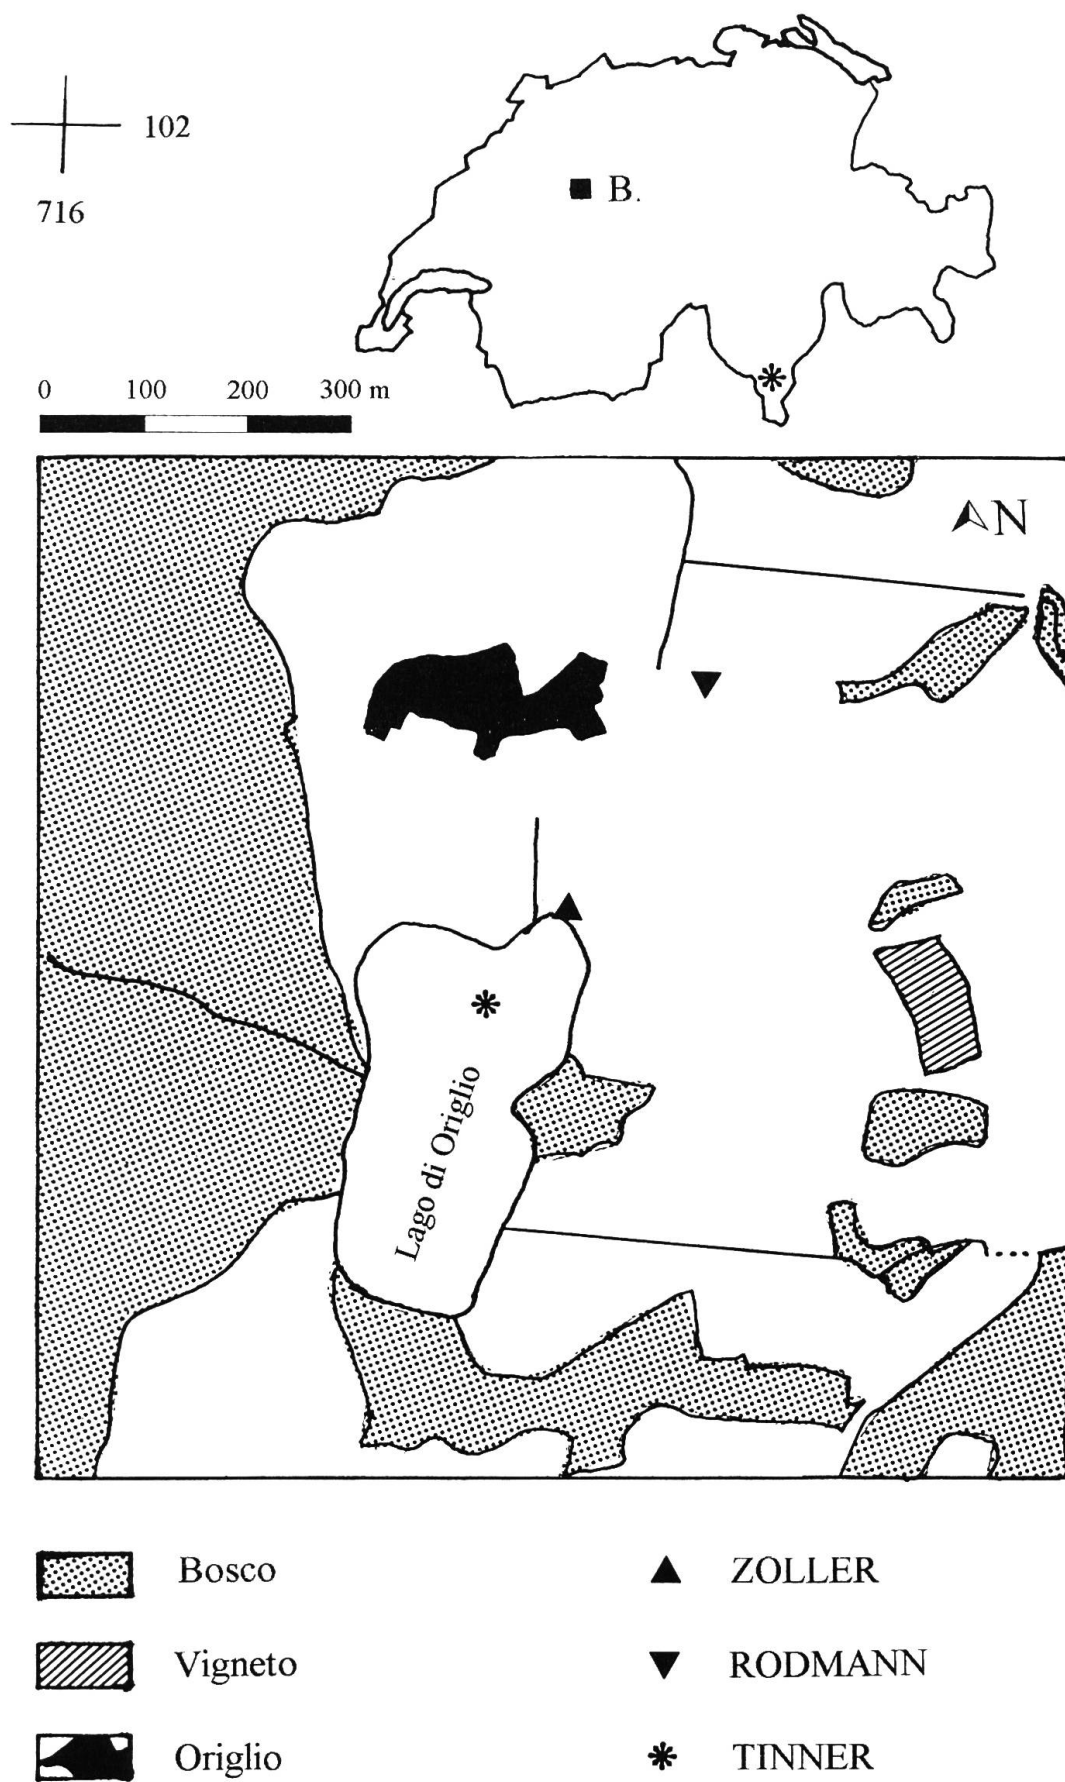 102
716
B.
0 100 200 300 m
N
Lago di Origlio
Bosco
ZOLLER
Vigneto
RODMANN
Origlio
TINNER